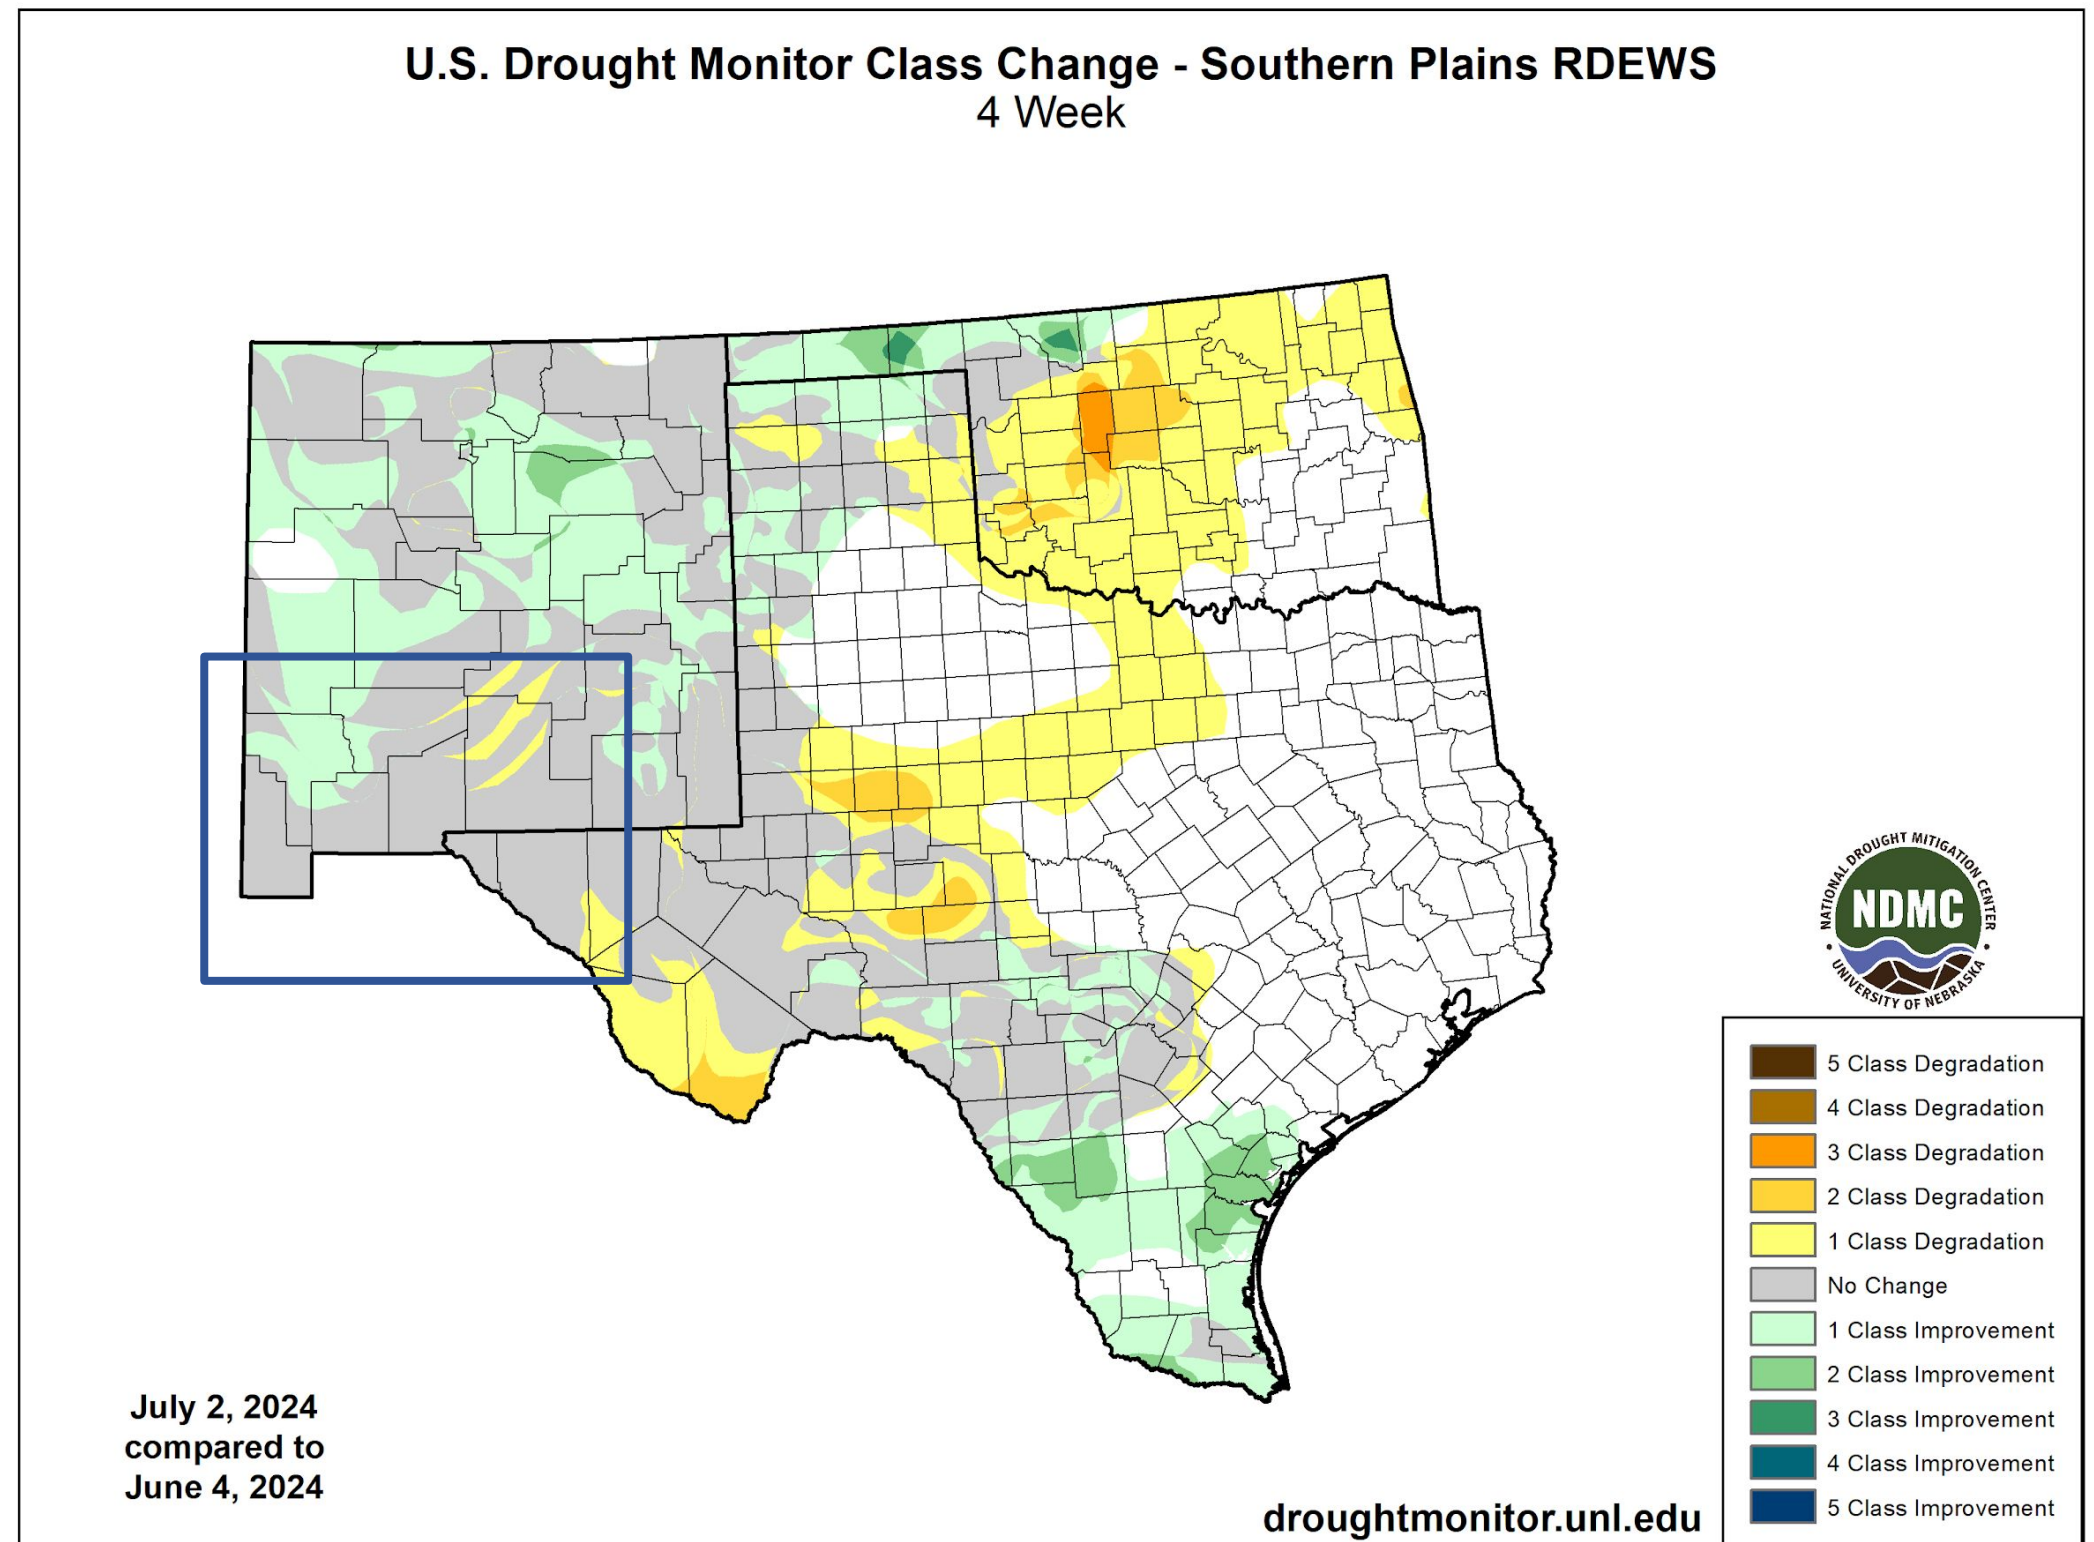 U.S. Drought Monitor Class Change - Southern Plains RDEWS
4 Week
NATIONAL DROUGHT MITIGATION CENTER
NDMC
UNIVERSITY OF NEBRASKA
5 Class Degradation
4 Class Degradation
3 Class Degradation
2 Class Degradation
1 Class Degradation
No Change
1 Class Improvement
2 Class Improvement
3 Class Improvement
4 Class Improvement
5 Class Improvement
July 2, 2024
compared to
June 4, 2024
droughtmonitor.unl.edu